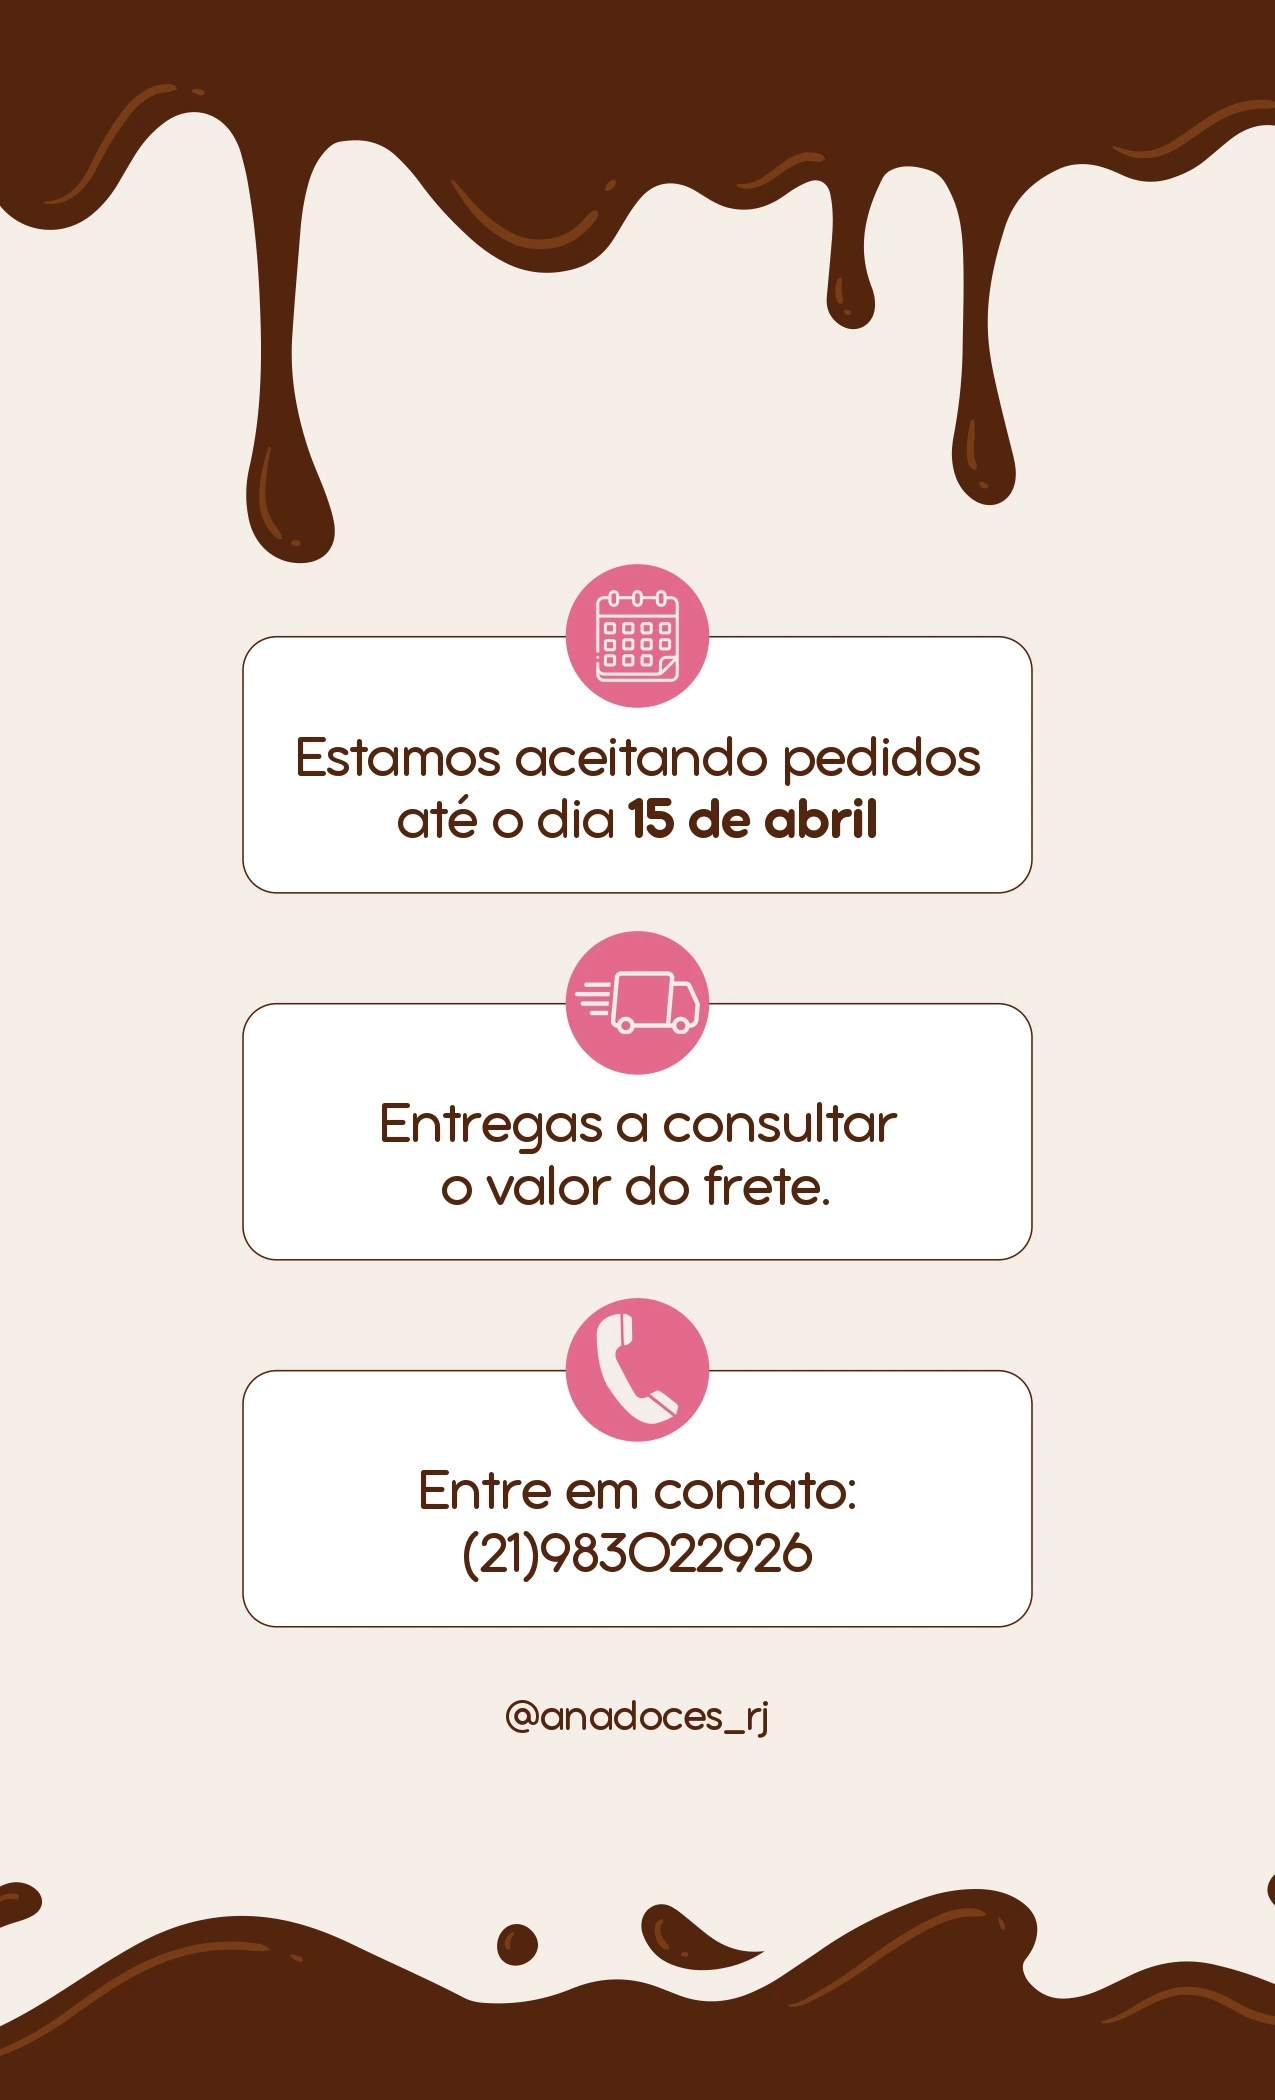 Estamos aceitando pedidos
até o dia 15 de abril
Entregas a consultar
o valor do frete.
Entre em contato:
(21)983022926
@anadoces_rj